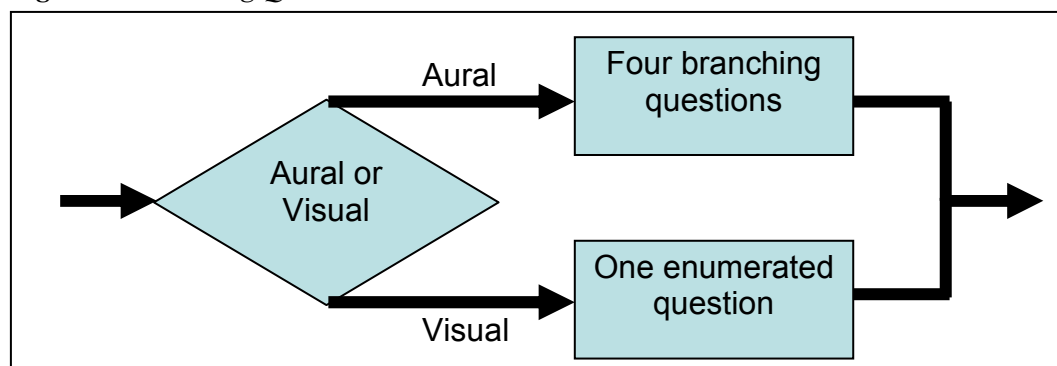 Aural
Four branching
questions
Aural or
Visual
One enumerated
question
Visual